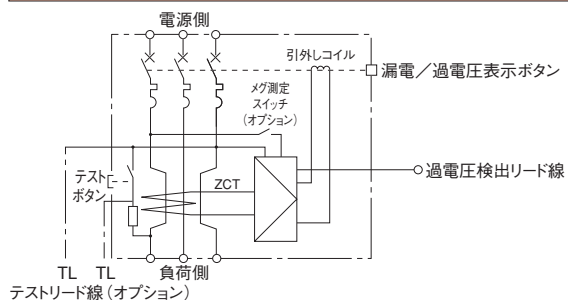 電源側
引外しコイル
漏電／過電圧表示ボタン
メグ測定
スイッチ
(オプション)
過電圧検出リード線
テスト
ボタン
ZCT
TL
TL
負荷側
テストリード線(オプション)